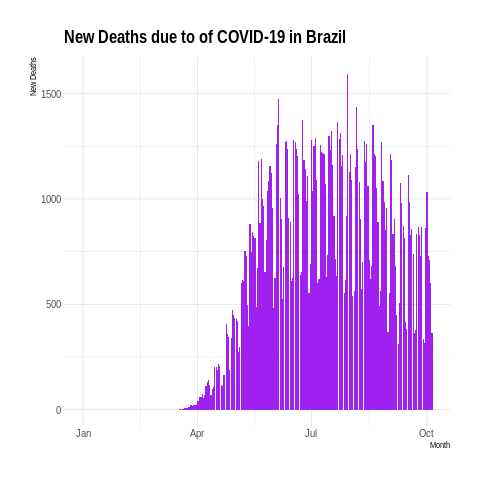 New Deaths due to of COVID-19 in Brazil
New Deaths
1500
1000
500
0
Jan Apr Jul Oct
Month